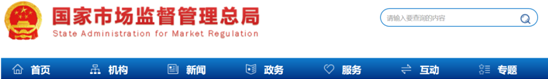 国家市场监督管理总局
State Administration for Market Regulation
请输入要查询的内容
首页 机构 新闻 政务 服务 互动 专题